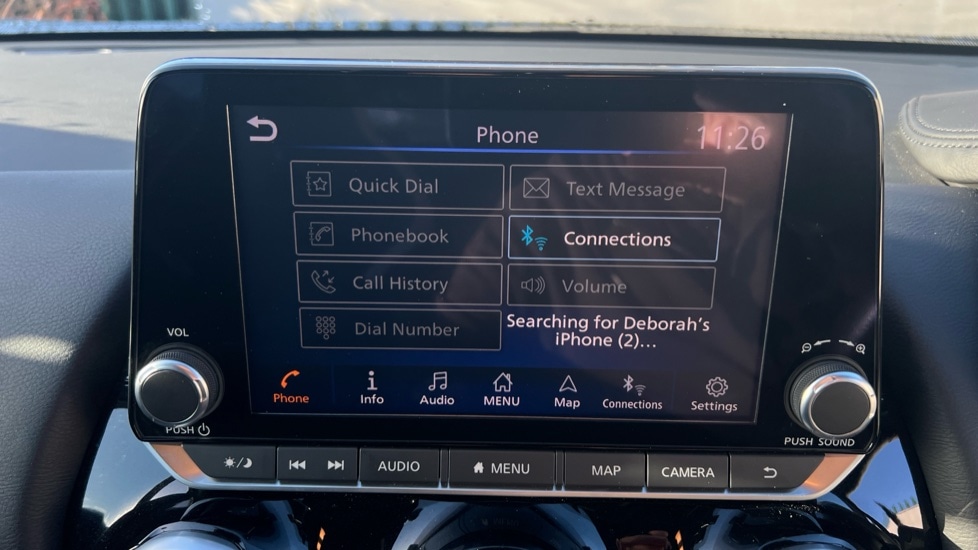 Phone
11:26
Quick Dial
Text Message
Phonebook
Connections
Call History
Volume
Dial Number
Searching for Deborah's
iPhone (2)...
VOL
PUSH
Phone
Info
Audio
MENU
Map
Connections
Settings
PUSH SOUND
AUDIO
MENU
MAP
CAMERA